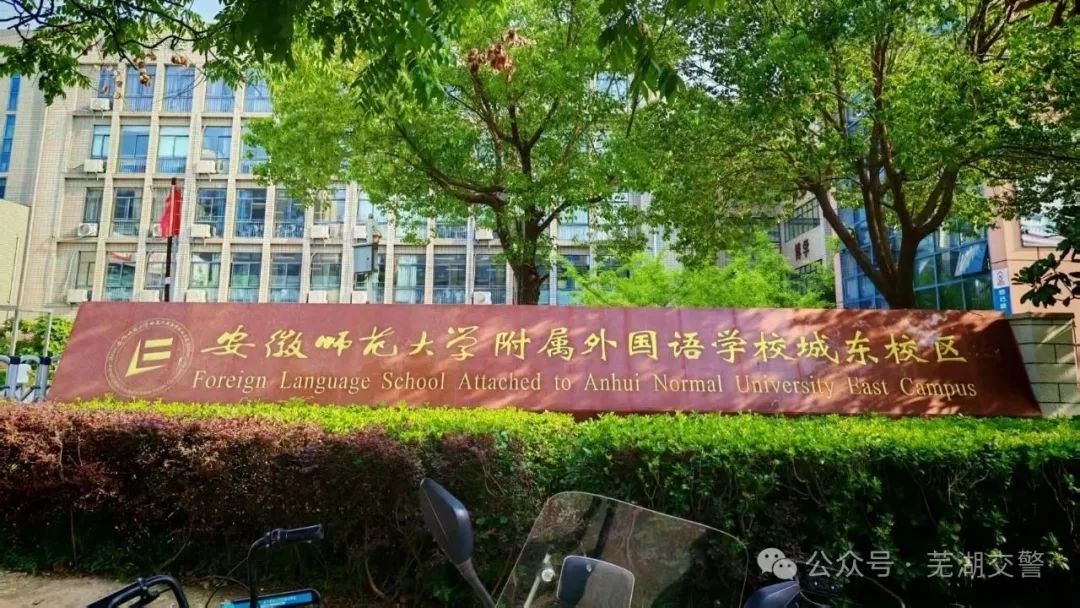 安徽师范大学附属外国语学校城东校区
Foreign Language School Attached to Anhui Normal University East Campus
公众号·芜湖交警